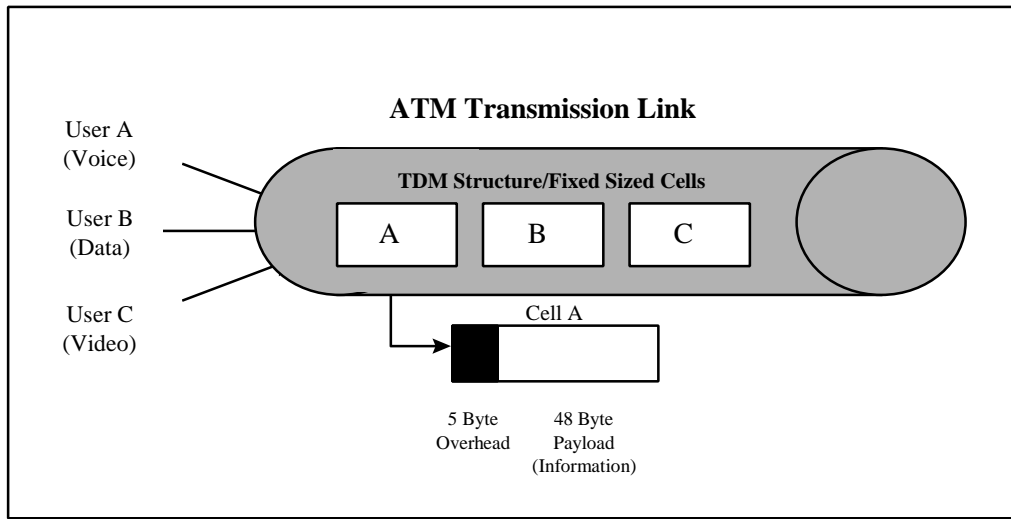 ATM Transmission Link
User A
(Voice)
TDM Structure/Fixed Sized Cells
User B
(Data)
A
B
C
User C
(Video)
Cell A
5 Byte
Overhead
48 Byte
Payload
(Information)